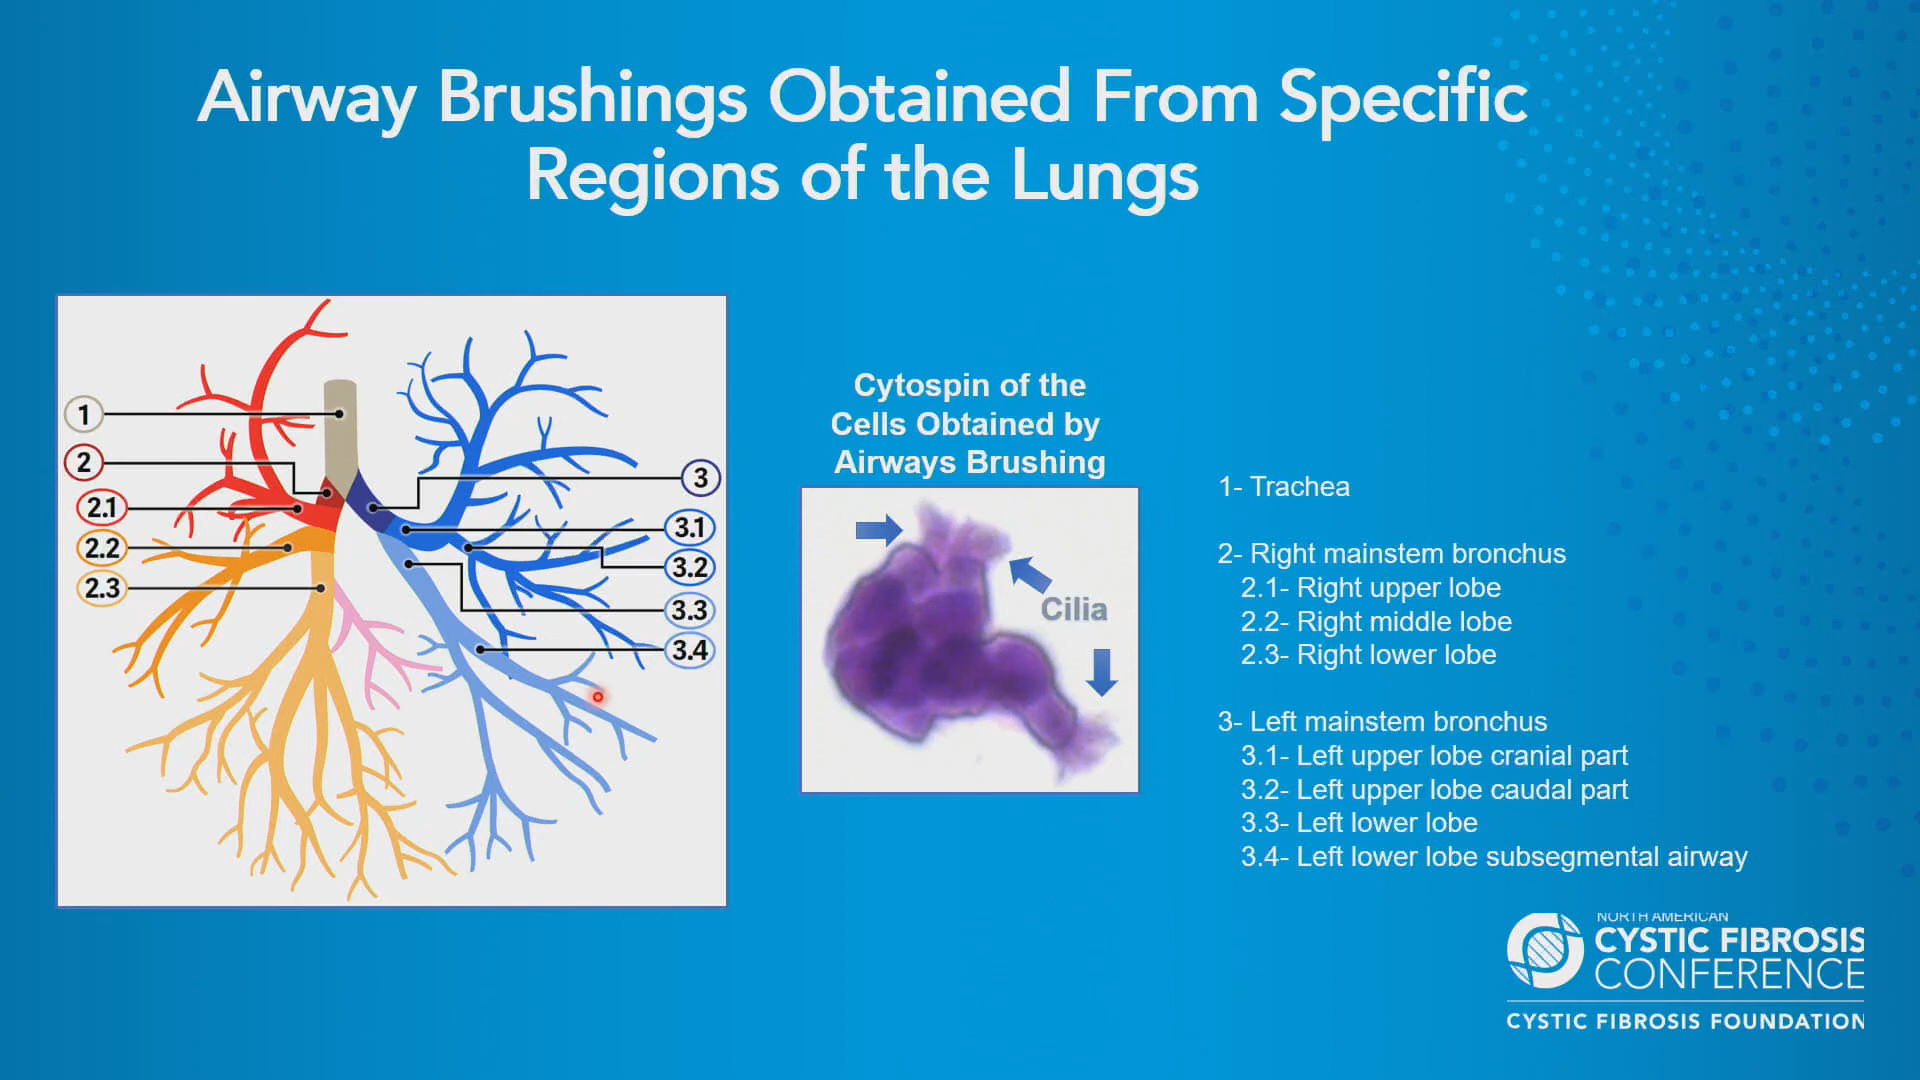 Airway Brushings Obtained From Specific
Regions of the Lungs
1
2
2.1
2.2
2.3
3
3.1
3.2
3.3
3.4
Cytospin of the
Cells Obtained by
Airways Brushing
Cilia
1- Trachea
2- Right mainstem bronchus
2.1- Right upper lobe
2.2- Right middle lobe
2.3- Right lower lobe
3- Left mainstem bronchus
3.1- Left upper lobe cranial part
3.2- Left upper lobe caudal part
3.3- Left lower lobe
3.4- Left lower lobe subsegmental airway
NORTH AMERICAN
CYSTIC FIBROSIS
CONFERENCE
CYSTIC FIBROSIS FOUNDATION